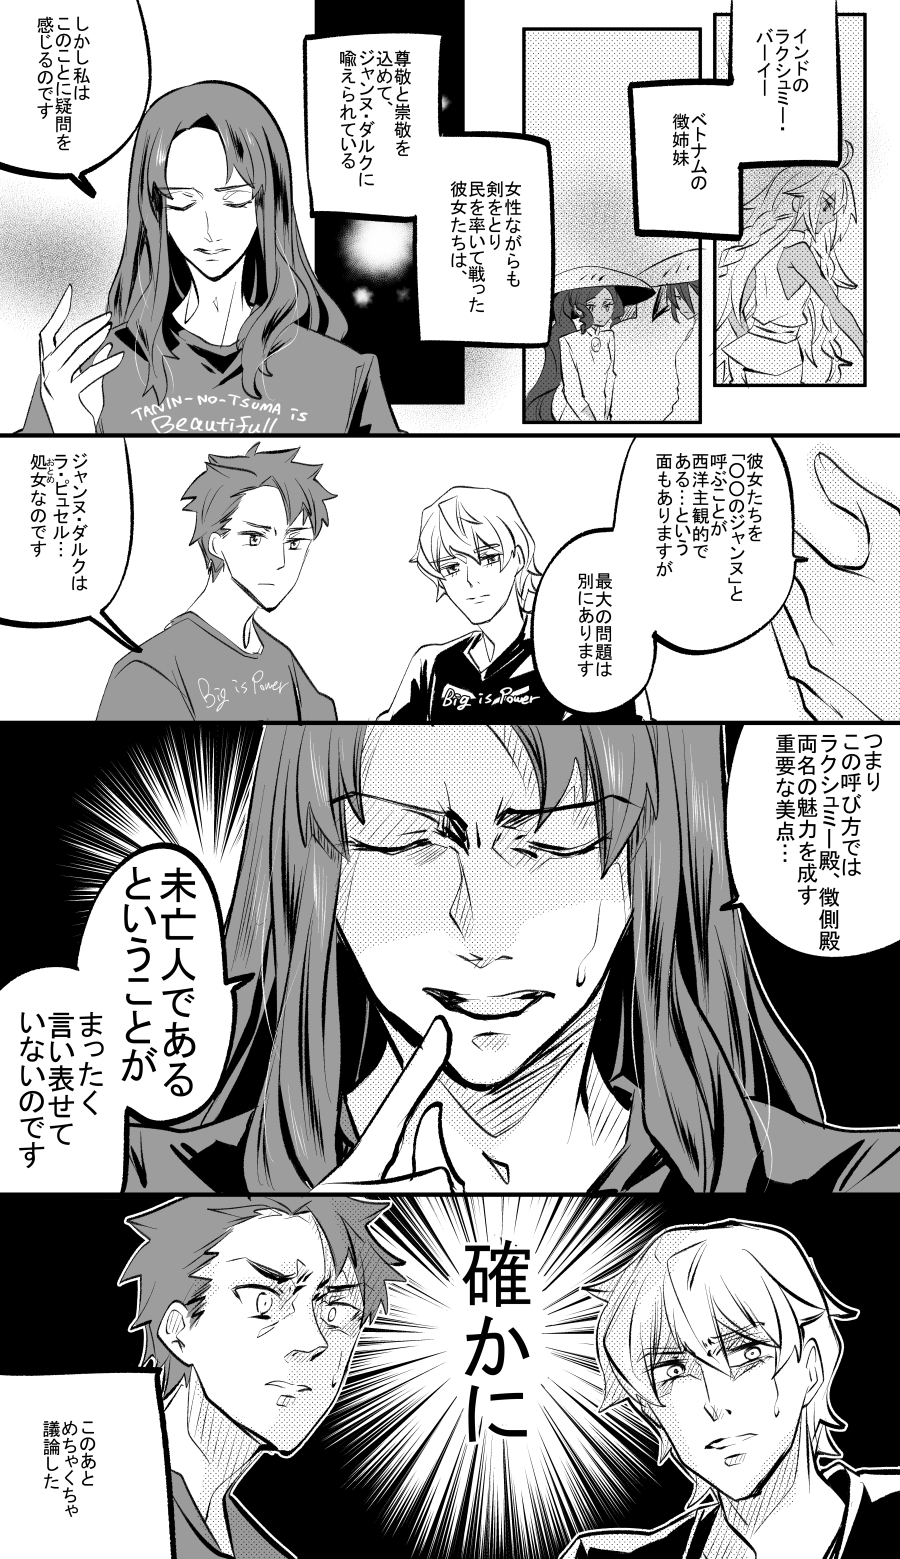 インドの
ラクシュミー・
バーイー
ベトナムの
徴姉妹
女性ながらも
剣をとり
民を率いて戦った
彼女たちは、
尊敬と崇敬を
込めて、
ジャンヌ・ダルクに
喩えられている
しかし私は
このことに疑問を
感じるのです
TANIN-NO-TSUMA is
Beautifull
彼女たちを
「〇〇のジャンヌ」と
呼ぶことが
西洋主観的で
ある…という
面もありますが
最大の問題は
別にあります
Big is Power
Big is Power
ジャンヌ・ダルクは
ラ・ピュセル…
おとめ
処女なのです
つまり
この呼び方では
ラクシュミー殿、徴側殿
両名の魅力を成す
重要な美点…
未亡人である
ということが
まったく
言い表せて
いないのです
確かに
このあと
めちゃくちゃ
議論した